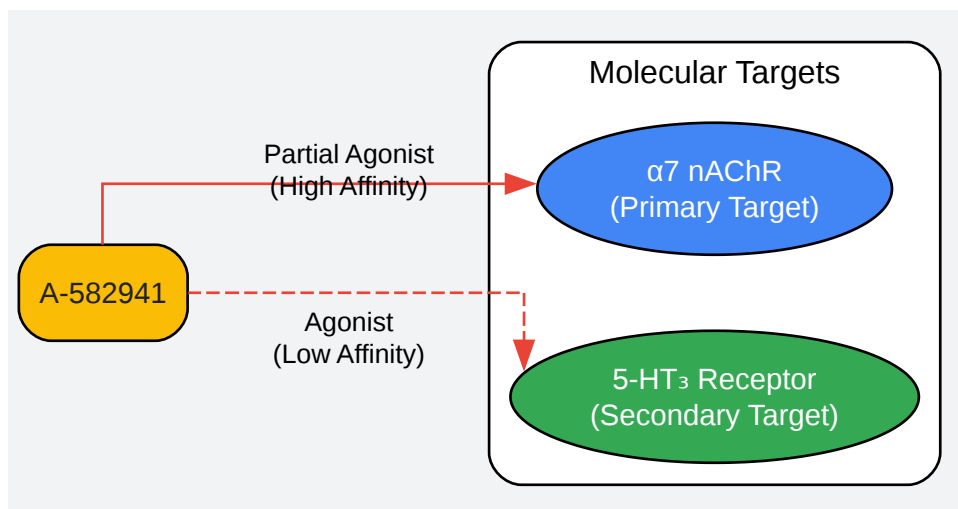 Molecular Targets
Partial Agonist
(High Affinity)
α7 nAChR
(Primary Target)
A-582941
Agonist
(Low Affinity)
5-HT₃ Receptor
(Secondary Target)